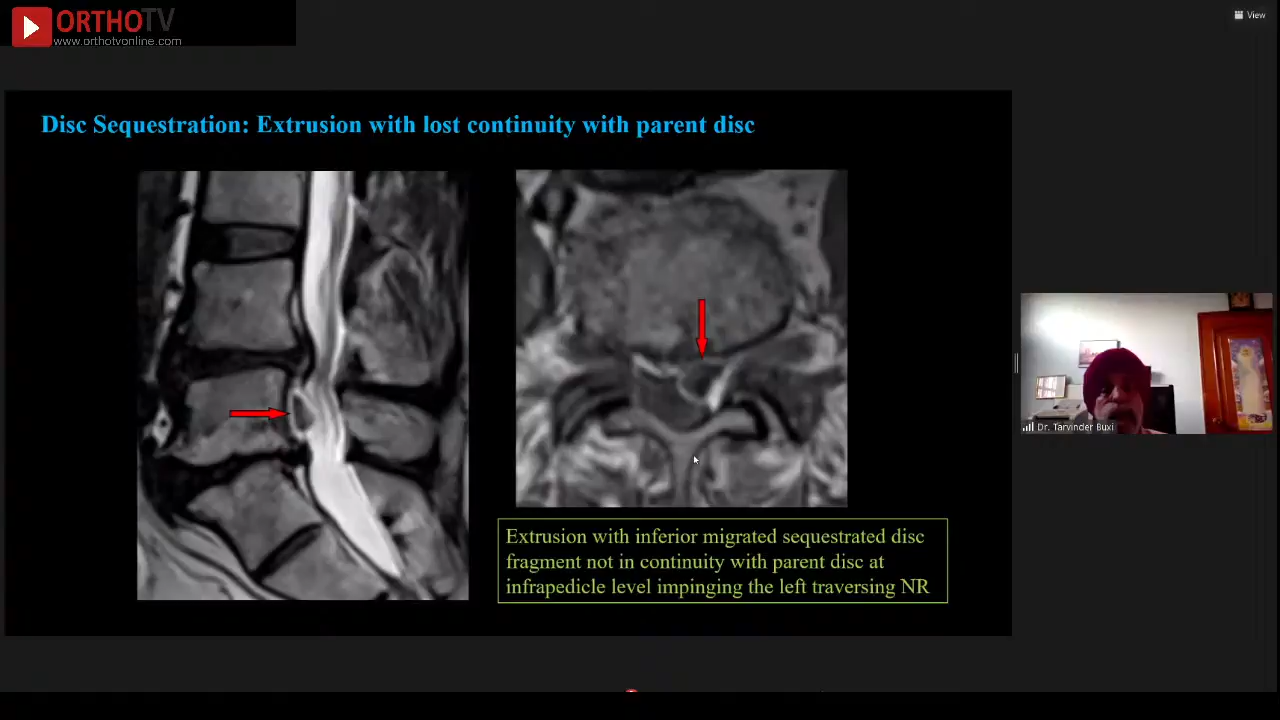 ORTHOTV
www.orthotvonline.com
View
Disc Sequestration: Extrusion with lost continuity with parent disc
Dr. Tarvinder Buxi
Extrusion with inferior migrated sequestrated disc
fragment not in continuity with parent disc at
infrapedicle level impinging the left traversing NR